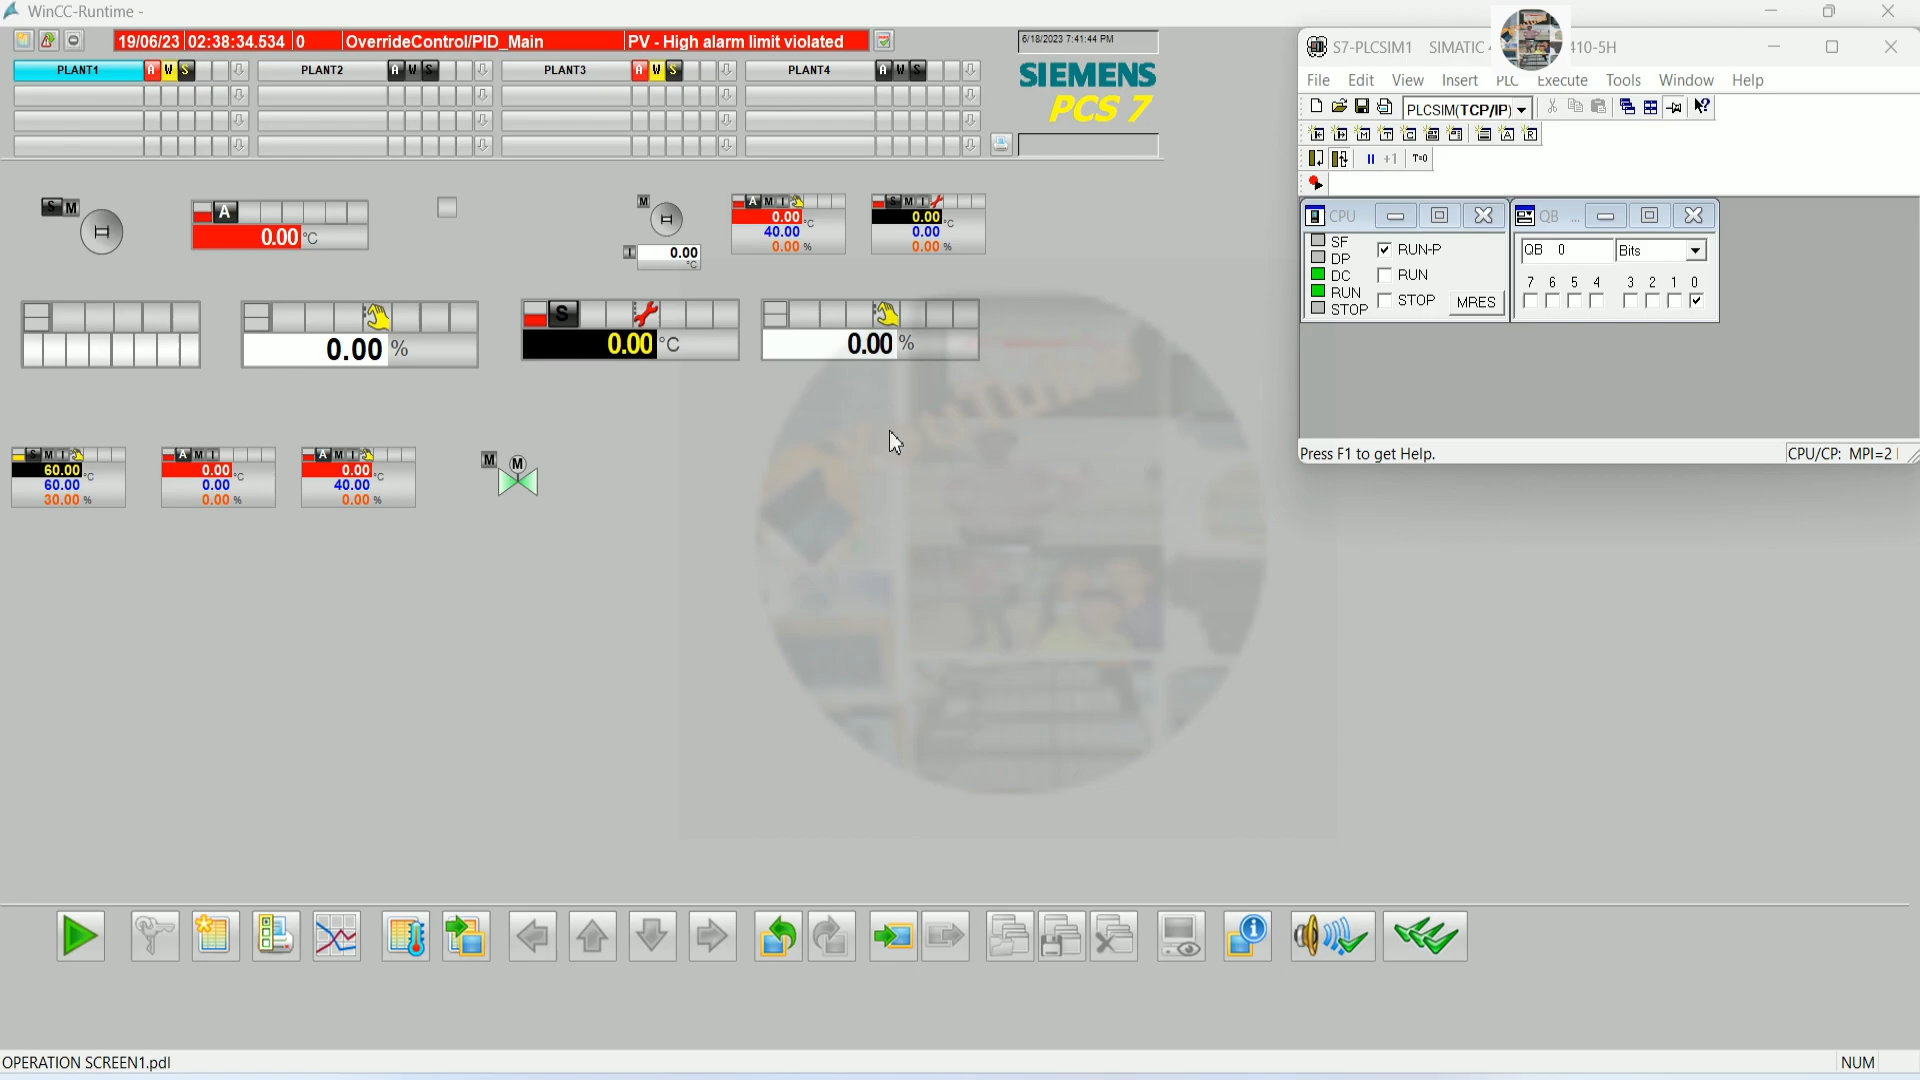 WinCC-Runtime -
19/06/23 02:38:34.534 0 OverrideControl/PID_Main PV - High alarm limit violated
6/18/2023 7:41:44 PM
PLANT1 A W S PLANT2 A W S PLANT3 A W S PLANT4 A W S
SIEMENS
PCS 7
S7-PLCSIM1 SIMATIC 410-5H
File Edit View Insert PLC Execute Tools Window Help
PLCSIM(TCP/IP)
+1 T=0
CPU
SF
DP
DC
RUN
STOP
RUN-P
RUN
STOP
MRES
QB ...
QB 0 Bits
7 6 5 4 3 2 1 0
Press F1 to get Help.
CPU/CP: MPI=2
S M
A
0.00 °C
M
I 0.00
°C
A M I
0.00 °C
40.00
0.00 %
S M I
0.00 °C
0.00
0.00 %
0.00 %
S
0.00 °C
0.00 %
S M I
60.00 °C
60.00
30.00 %
A M I
0.00 °C
0.00
0.00 %
A M I
0.00 °C
40.00
0.00 %
M M
OPERATION SCREEN1.pdl
NUM